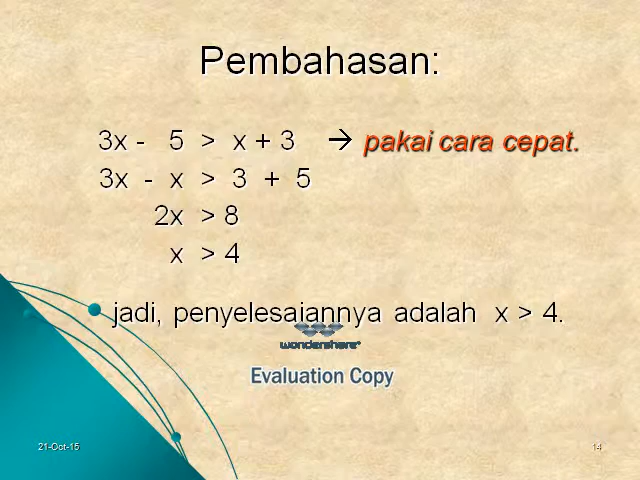 Pembahasan:
3x - 5 > x + 3 → pakai cara cepat.
3x - x > 3 + 5
2x > 8
x > 4
jadi, penyelesaiannya adalah x > 4.
wondershare
Evaluation Copy
21-Oct-15
14